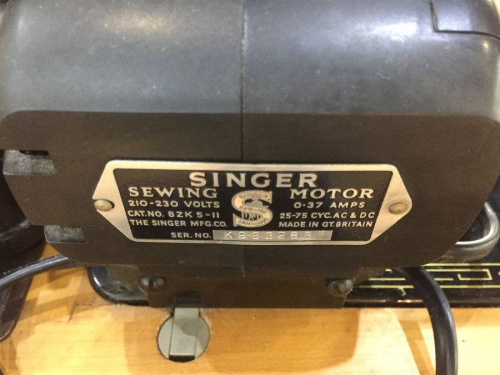 SINGER
SEWING MOTOR
210-230 VOLTS 0·37 AMPS
CAT. NO. BZK 5-11 25-75 CYC. AC & DC
THE SINGER MFG. CO. MADE IN GT. BRITAIN
SER. NO.